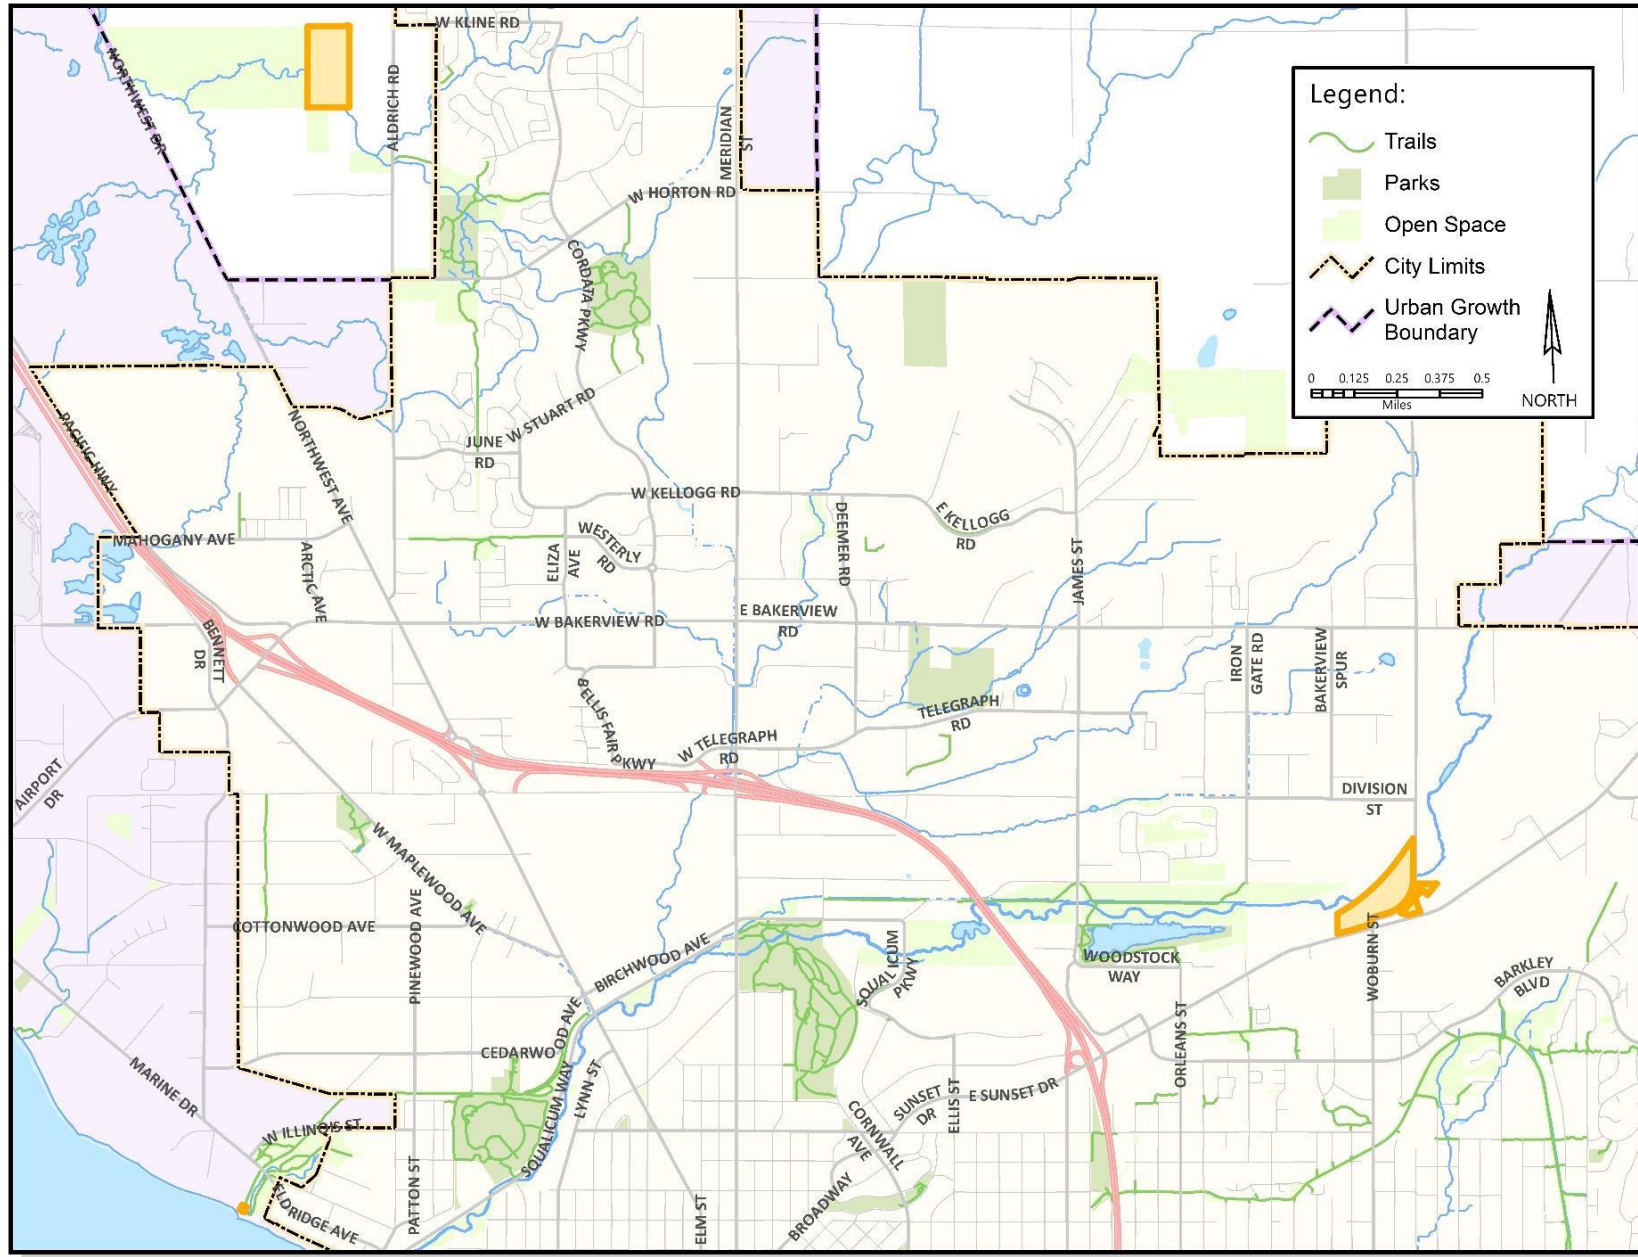 W KLINE RD
NORTHWEST DR
ALDRICH RD
MERIDIAN
ST
W HORTON RD
CORDATA PKWY
Legend:
Trails
Parks
Open Space
City Limits
Urban Growth
Boundary
0 0.125 0.25 0.375 0.5
Miles
NORTH
PACIFIC HWY
NORTHWEST AVE
W STUART RD
JUNE
RD
W KELLOGG RD
E KELLOGG
RD
DEEMER RD
JAMES ST
MAHOGANY AVE
ARCTIC AVE
ELIZA
AVE
WESTERLY
RD
W BAKERVIEW RD
E BAKERVIEW
RD
BENNETT
DR
IRON
GATE RD
BAKERVIEW
SPUR
BELLIS FAIR PKWY
TELEGRAPH
RD
W TELEGRAPH
RD
AIRPORT
DR
DIVISION
ST
W MAPLEWOOD AVE
COTTONWOOD AVE
PINEWOOD AVE
BIRCHWOOD AVE
SQUALICUM
PKWY
WOODSTOCK
WAY
WOBURN ST
BARKLEY
BLVD
ORLEANS ST
CEDARWOOD AVE
MARINE DR
SQUALICUM WAY
LYNN ST
SUNSET
DR
ELLIS ST
E SUNSET DR
CORNWALL
AVE
W ILLINOIS ST
ELDRIDGE AVE
PATTON ST
ELM ST
BROADWAY